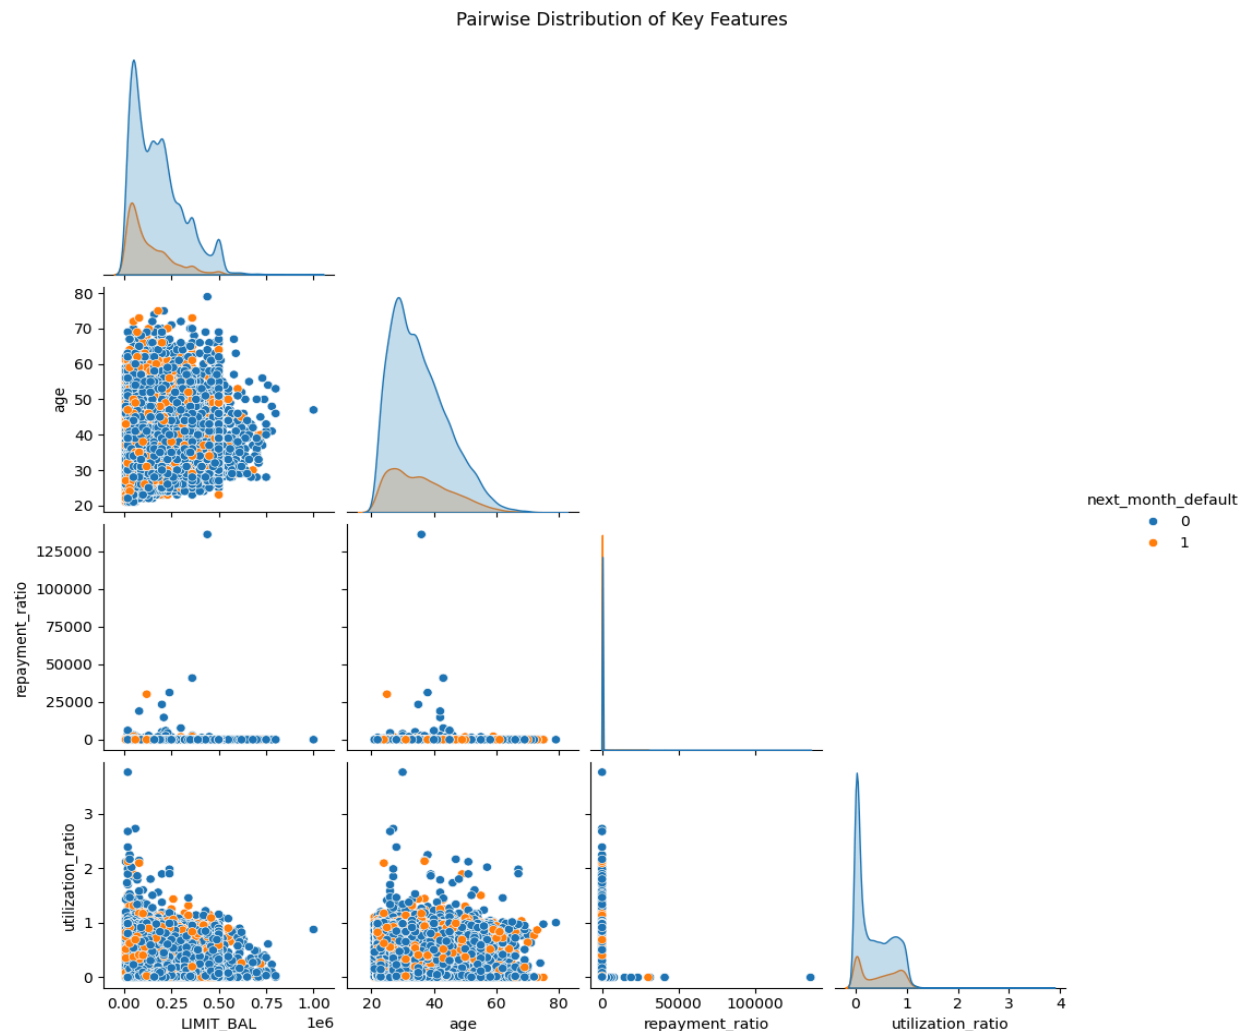 Pairwise Distribution of Key Features
80
70
60
50
40
30
20
age
next_month_default
0
1
125000
100000
75000
50000
25000
0
repayment_ratio
3
2
1
0
utilization_ratio
0.00 0.25 0.50 0.75 1.00
1e6
LIMIT_BAL
20 40 60 80
age
0 50000 100000
repayment_ratio
0 1 2 3 4
utilization_ratio